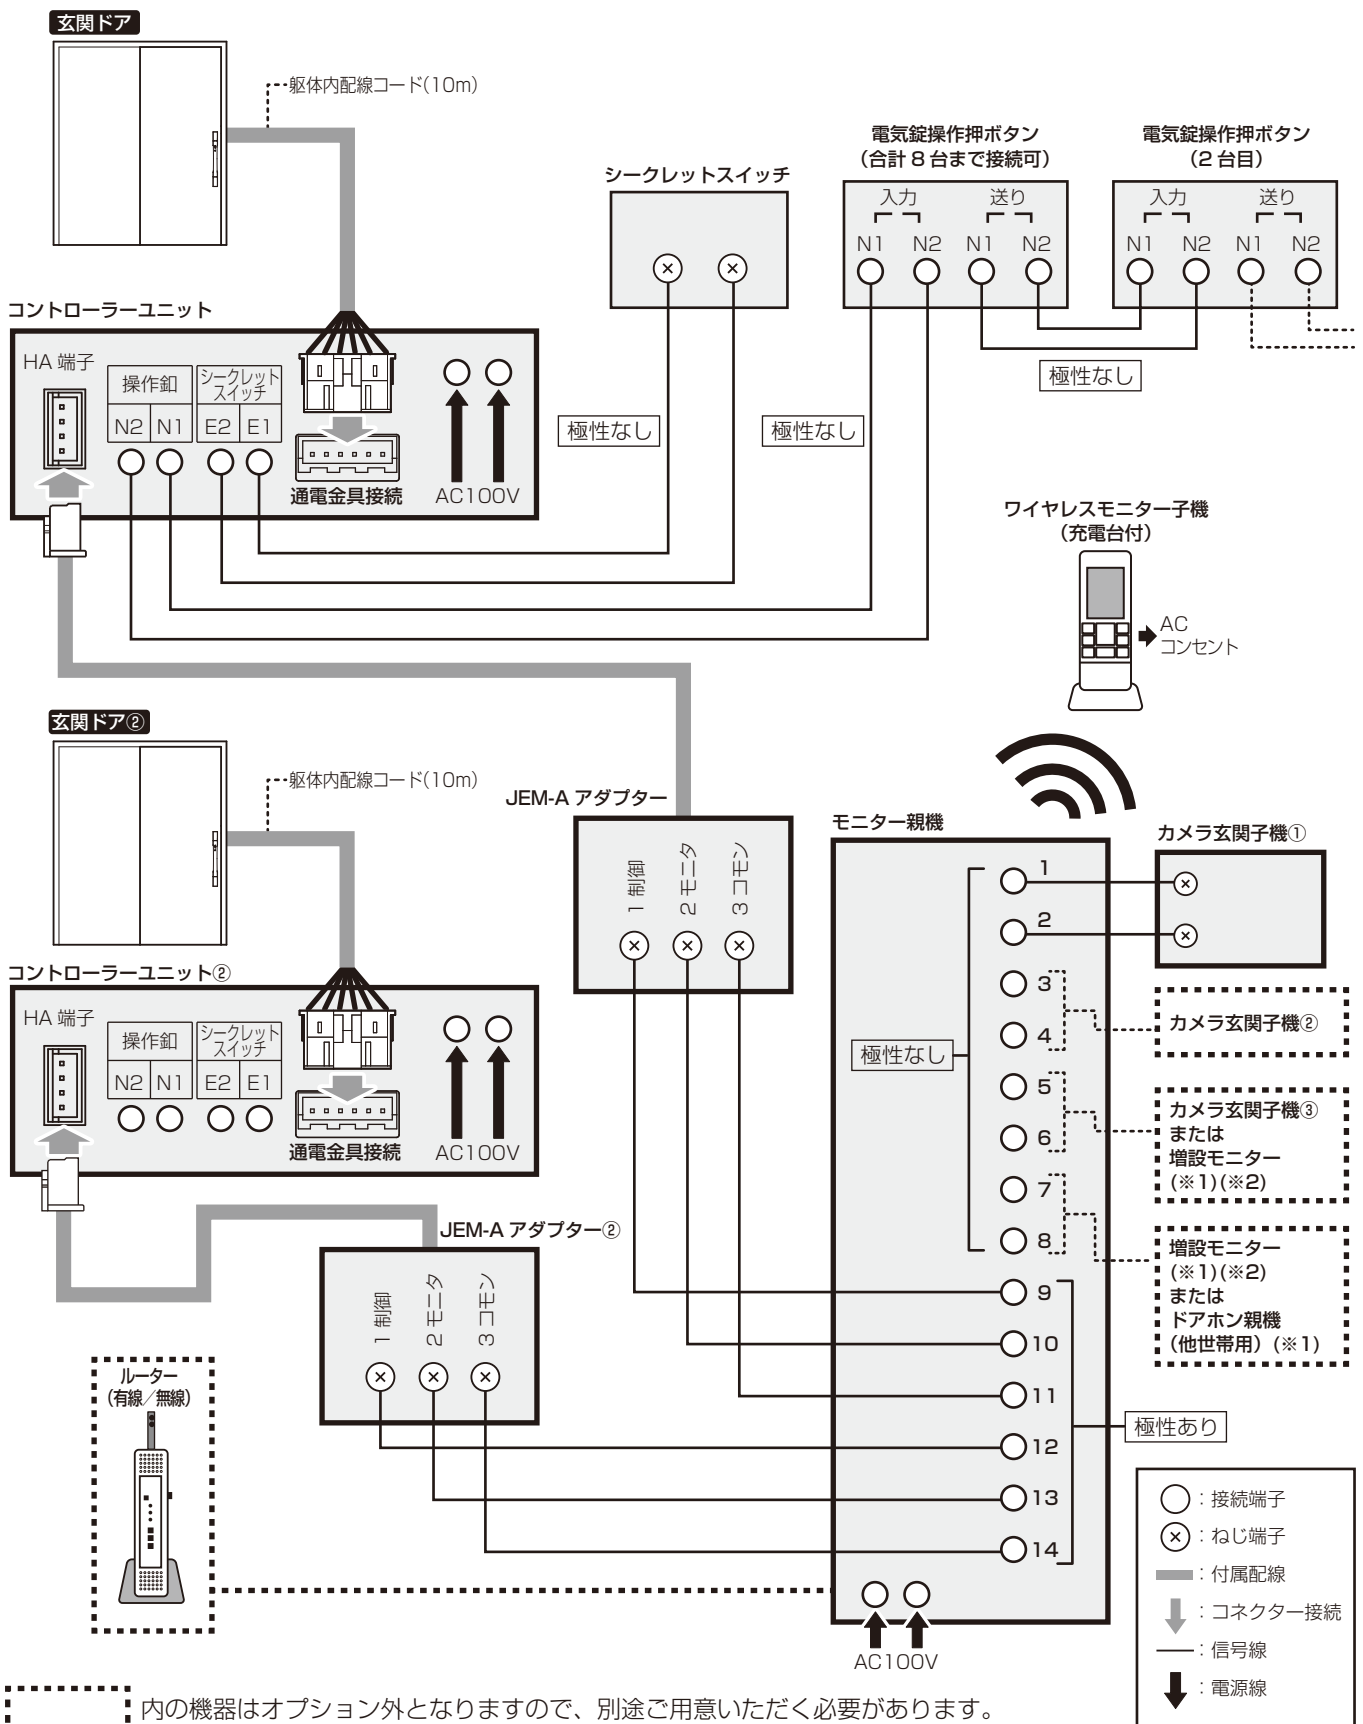 玄関ドア
躯体内配線コード(10m)
電気錠操作押ボタン
（合計8台まで接続可）
電気錠操作押ボタン
（2台目）
シークレットスイッチ
入力
送り
入力
送り
N1
N2
N1
N2
N1
N2
N1
N2
コントローラーユニット
HA 端子
操作釦
シークレット
スイッチ
N2
N1
E2
E1
通電金具接続
AC100V
極性なし
極性なし
極性なし
ワイヤレスモニター子機
（充電台付）
AC
コンセント
玄関ドア②
躯体内配線コード(10m)
JEM-A アダプター
1 制御
2 モニタ
3 コモン
モニター親機
カメラ玄関子機①
1
2
3
4
5
6
7
8
9
10
11
12
13
14
極性なし
カメラ玄関子機②
カメラ玄関子機③
または
増設モニター
(※1)(※2)
増設モニター
(※1)(※2)
または
ドアホン親機
（他世帯用）(※1)
極性あり
コントローラーユニット②
HA 端子
操作釦
シークレット
スイッチ
N2
N1
E2
E1
通電金具接続
AC100V
JEM-A アダプター②
1 制御
2 モニタ
3 コモン
ルーター
（有線／無線）
AC100V
：接続端子
：ねじ端子
：付属配線
：コネクター接続
：信号線
：電源線
内の機器はオプション外となりますので、別途ご用意いただく必要があります。